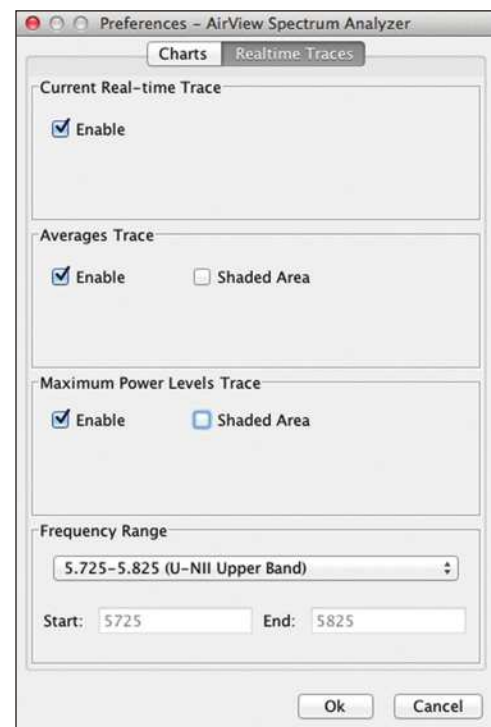 Preferences – AirView Spectrum Analyzer
Charts Realtime Traces
Current Real-time Trace
Enable
Averages Trace
Enable Shaded Area
Maximum Power Levels Trace
Enable Shaded Area
Frequency Range
5.725-5.825 (U-NII Upper Band)
Start: 5725 End: 5825
Ok Cancel